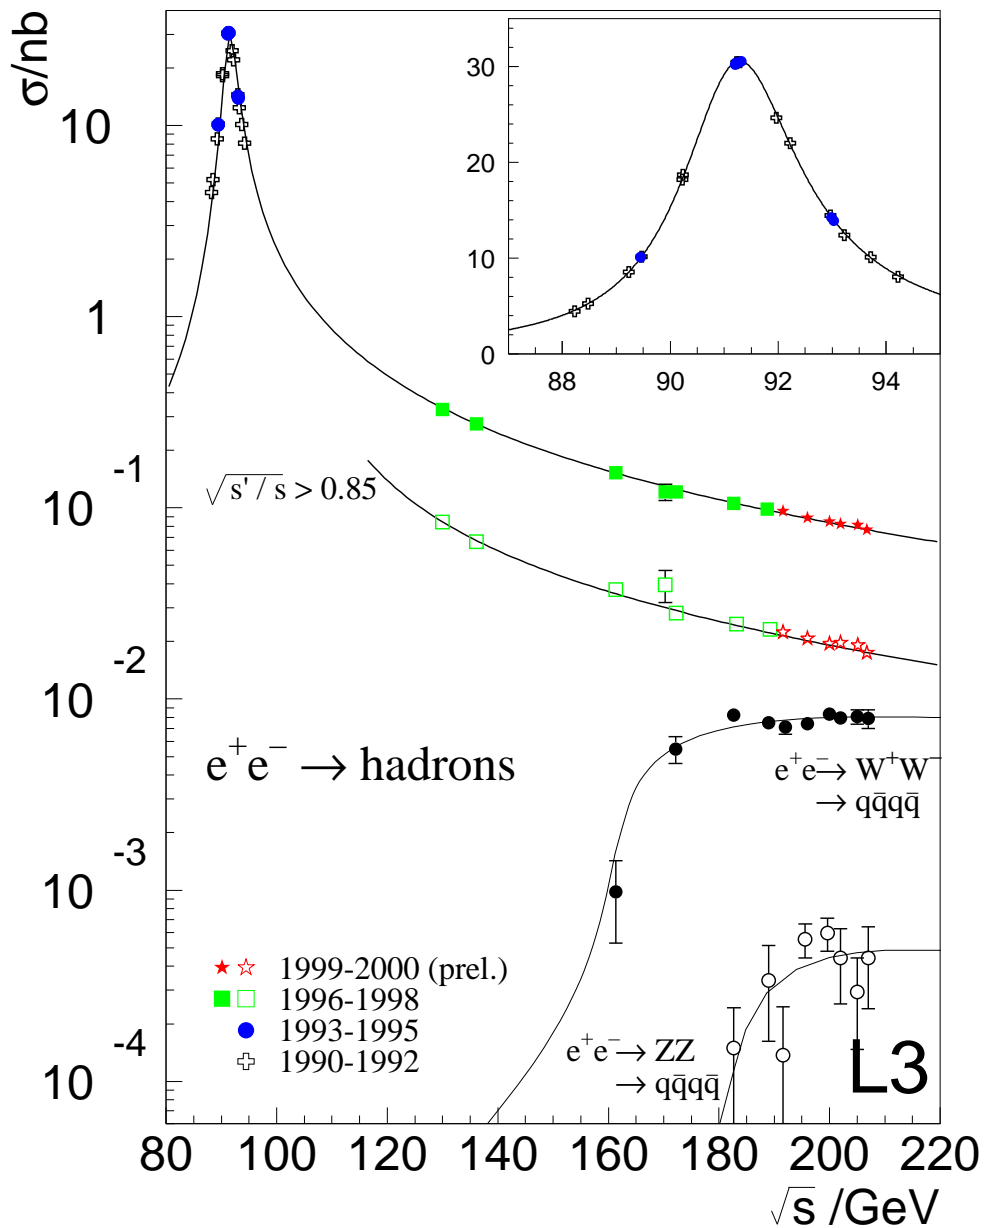 σ/nb
10
1
10 -1
10 -2
10 -3
10 -4
30
20
10
0
88 90 92 94
√s'/s > 0.85
e⁺e⁻ → hadrons
e⁺e⁻→ W⁺W⁻
→ qq̄qq̄
1999-2000 (prel.)
1996-1998
1993-1995
1990-1992
e⁺e⁻→ ZZ
→ qq̄qq̄
L3
80 100 120 140 160 180 200 220
√s /GeV